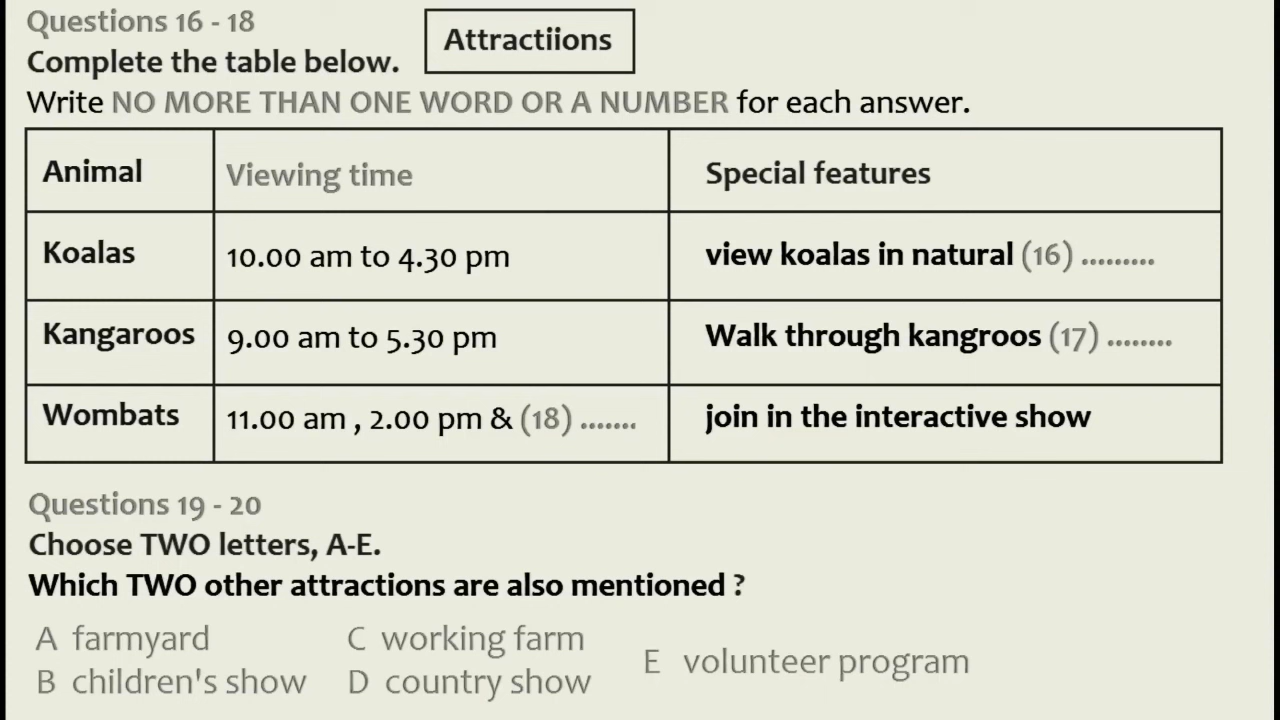 Questions 16 - 18
Complete the table below.
Attractiions
Write NO MORE THAN ONE WORD OR A NUMBER for each answer.
Animal Viewing time Special features
Koalas 10.00 am to 4.30 pm view koalas in natural (16) .........
Kangaroos 9.00 am to 5.30 pm Walk through kangroos (17) ........
Wombats 11.00 am , 2.00 pm & (18) ....... join in the interactive show
Questions 19 - 20
Choose TWO letters, A-E.
Which TWO other attractions are also mentioned ?
A farmyard C working farm
E volunteer program
B children's show D country show